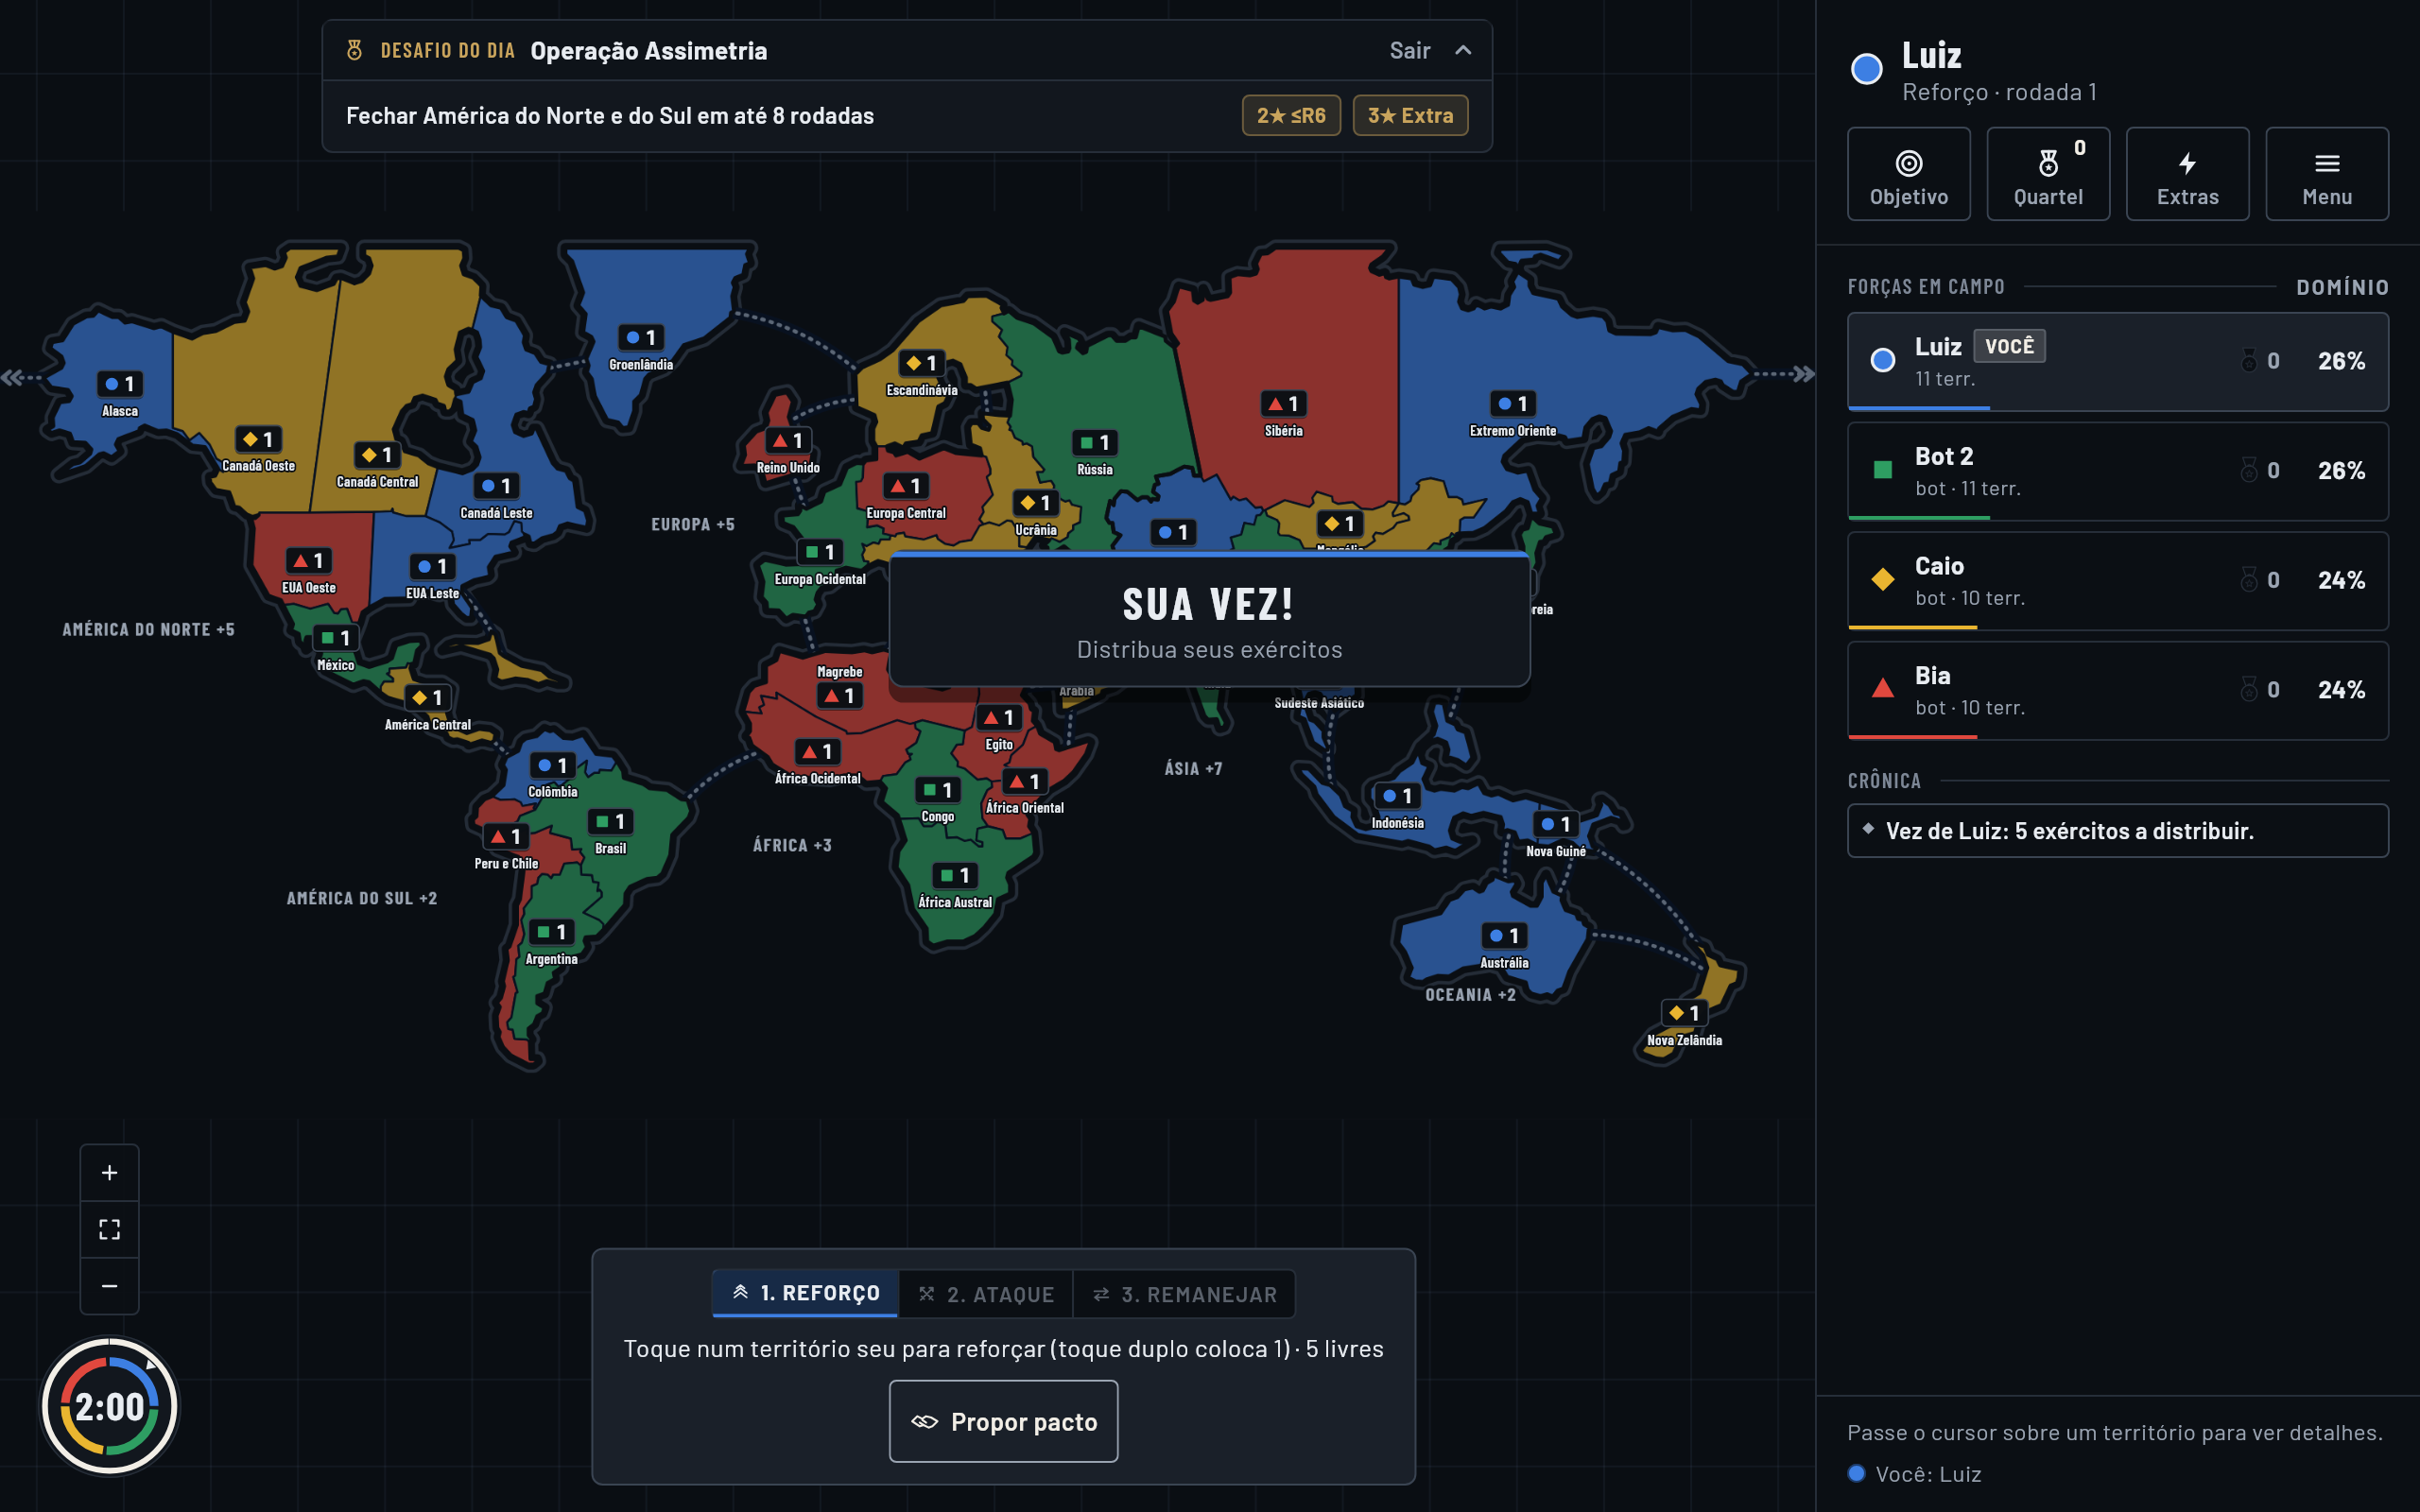 DESAFIO DO DIA Operação Assimetria Sair
Fechar América do Norte e do Sul em até 8 rodadas 2★ ≤R6 3★ Extra
Luiz
Reforço · rodada 1
Objetivo
0
Quartel
Extras
Menu
FORÇAS EM CAMPO DOMÍNIO
Luiz VOCÊ 0 26%
11 terr.
Bot 2 0 26%
bot · 11 terr.
Caio 0 24%
bot · 10 terr.
Bia 0 24%
bot · 10 terr.
CRÔNICA
Vez de Luiz: 5 exércitos a distribuir.
1
Alasca
1
Canadá Oeste
1
Canadá Central
1
Canadá Leste
1
Groenlândia
1
EUA Oeste
1
EUA Leste
1
México
1
América Central
AMÉRICA DO NORTE +5
1
Colômbia
1
Peru e Chile
1
Brasil
1
Argentina
AMÉRICA DO SUL +2
1
Escandinávia
1
Reino Unido
1
Europa Central
1
Ucrânia
1
Europa Ocidental
1
Rússia
EUROPA +5
1
Sibéria
1
Extremo Oriente
1
1
SUA VEZ!
Distribua seus exércitos
Arábia
Sudeste Asiático
ÁSIA +7
Magrebe
1
1
Egito
1
África Ocidental
1
África Oriental
1
Congo
1
África Austral
ÁFRICA +3
1
Indonésia
1
Nova Guiné
1
Austrália
OCEANIA +2
1
Nova Zelândia
+
−
2:00
1. REFORÇO 2. ATAQUE 3. REMANEJAR
Toque num território seu para reforçar (toque duplo coloca 1) · 5 livres
Propor pacto
Passe o cursor sobre um território para ver detalhes.
Você: Luiz